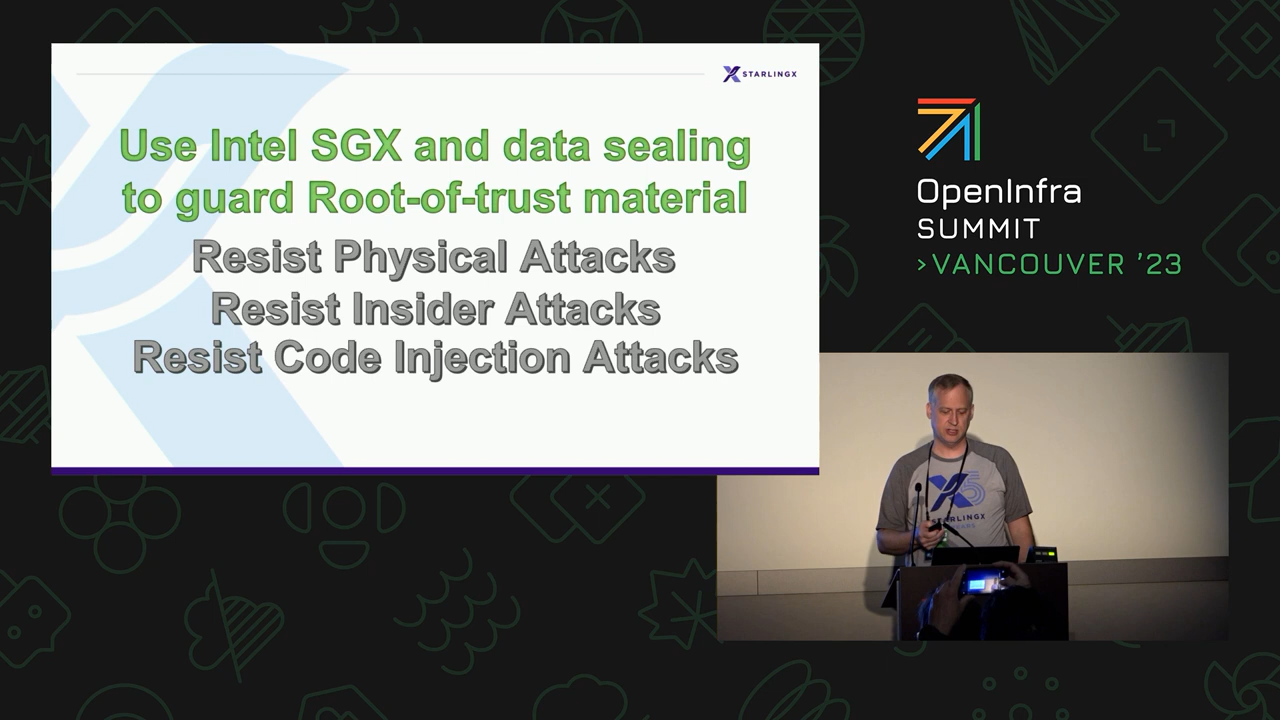 STARLINGX
Use Intel SGX and data sealing
to guard Root-of-trust material
Resist Physical Attacks
Resist Insider Attacks
Resist Code Injection Attacks
OpenInfra
SUMMIT
>VANCOUVER ’23
STARLINGX